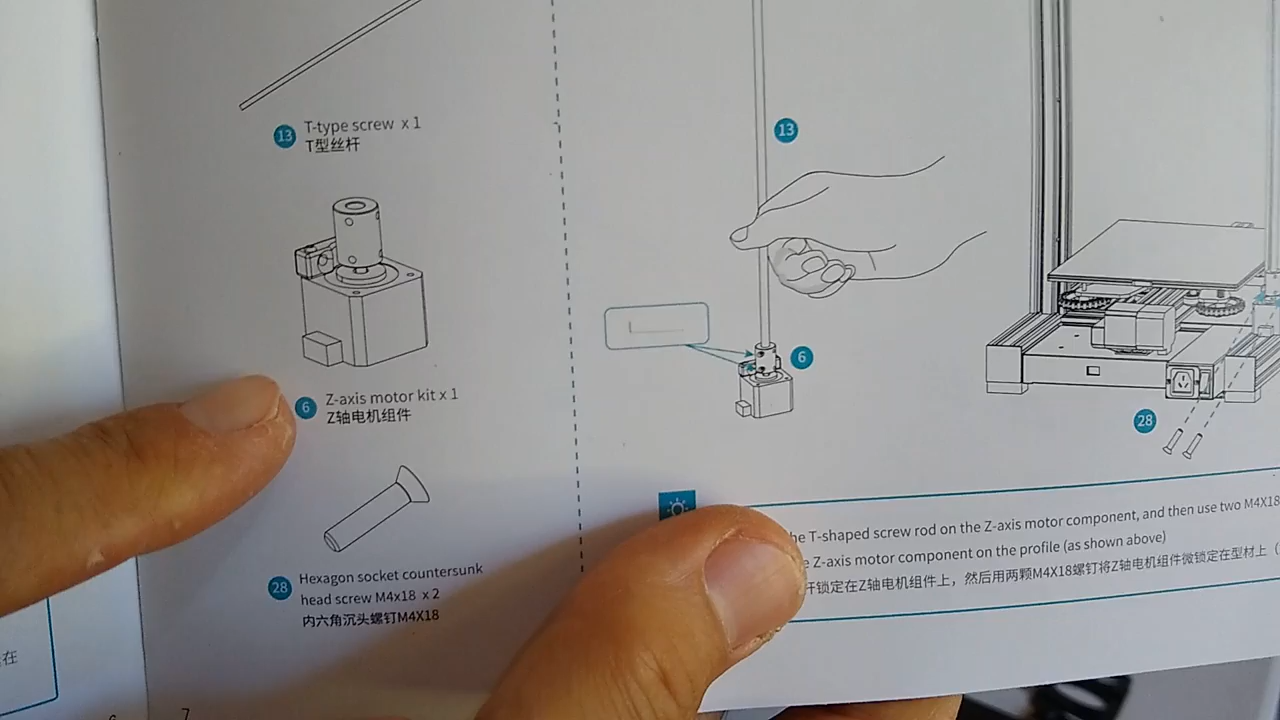 13
T-type screw x 1
T型丝杆
6
Z-axis motor kit x 1
Z轴电机组件
28
Hexagon socket countersunk
head screw M4x18 x 2
内六角沉头螺钉M4X18
7
在
13
6
28
T-shaped screw rod on the Z-axis motor component, and then use two M4X18
Z-axis motor component on the profile (as shown above)
锁定在Z轴电机组件上，然后用两颗M4X18螺钉将Z轴电机组件微锁定在型材上（